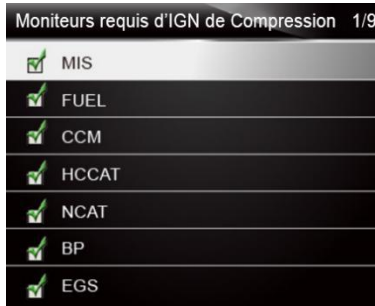 Moniteurs requis d'IGN de Compression 1/9
MIS
FUEL
CCM
HCCAT
NCAT
BP
EGS